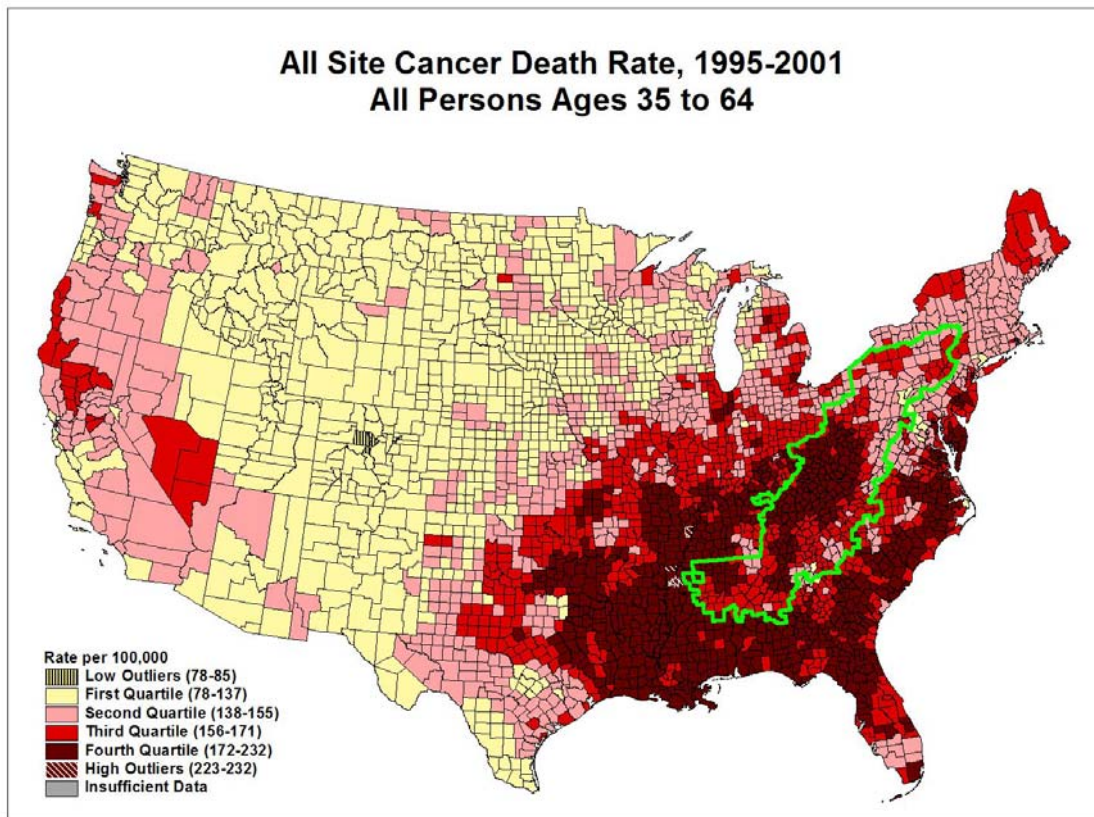 All Site Cancer Death Rate, 1995-2001
All Persons Ages 35 to 64
Rate per 100,000
Low Outliers (78-85)
First Quartile (78-137)
Second Quartile (138-155)
Third Quartile (156-171)
Fourth Quartile (172-232)
High Outliers (223-232)
Insufficient Data